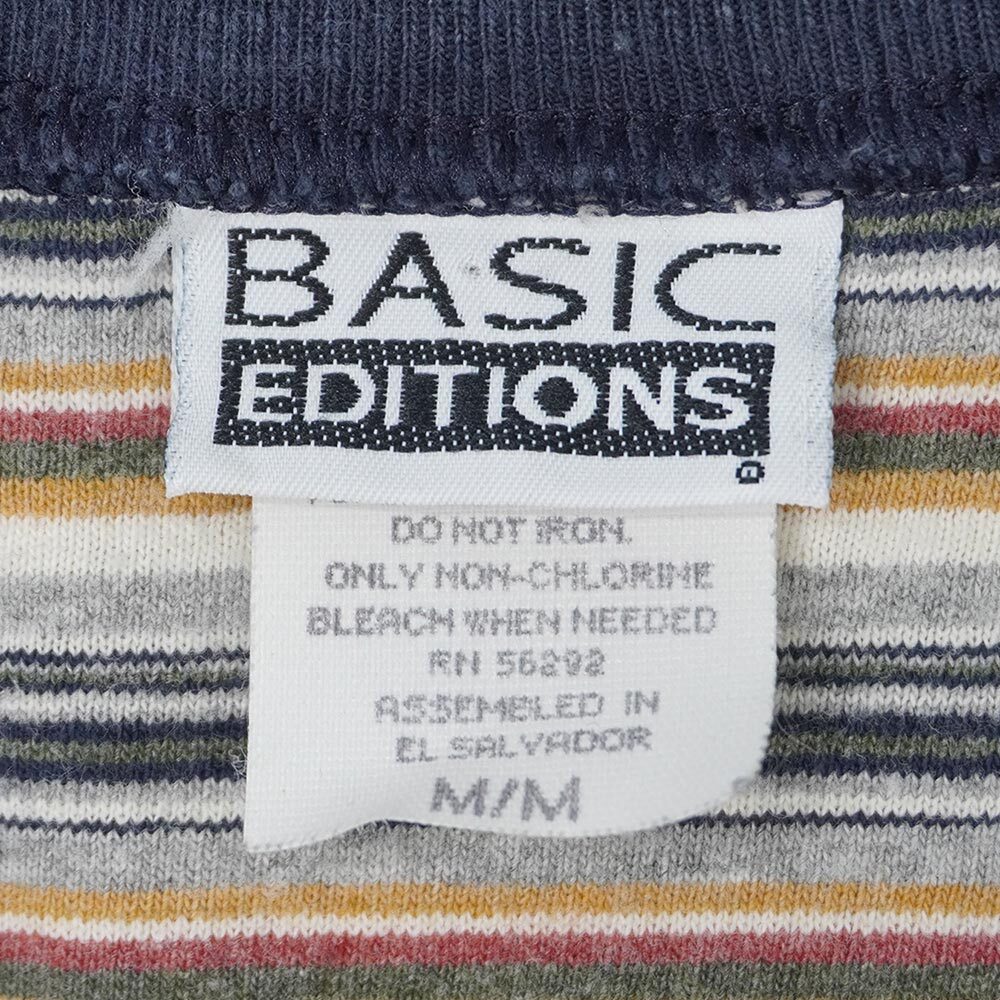 BASIC
EDITIONS
®
DO NOT IRON.
ONLY NON-CHLORINE
BLEACH WHEN NEEDED
RN 56292
ASSEMBLED IN
EL SALVADOR
M/M